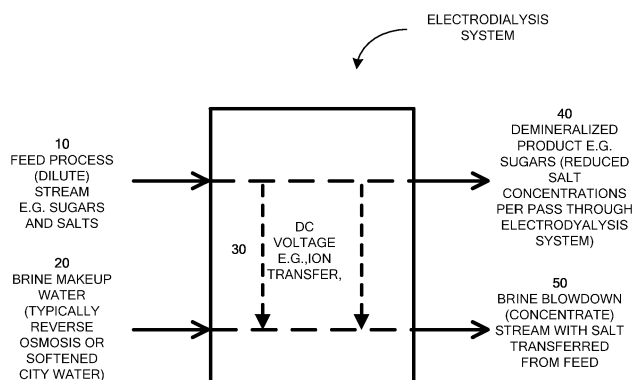 ELECTRODIALYSIS
SYSTEM
10
FEED PROCESS
(DILUTE)
STREAM
E.G. SUGARS
AND SALTS
20
BRINE MAKEUP
WATER
(TYPICALLY
REVERSE
OSMOSIS OR
SOFTENED
CITY WATER)
30
DC
VOLTAGE
E.G.,ION
TRANSFER,
40
DEMINERALIZED
PRODUCT E.G.
SUGARS (REDUCED
SALT
CONCENTRATIONS
PER PASS THROUGH
ELECTRODYALYSIS
SYSTEM)
50
BRINE BLOWDOWN
(CONCENTRATE)
STREAM WITH SALT
TRANSFERRED
FROM FEED